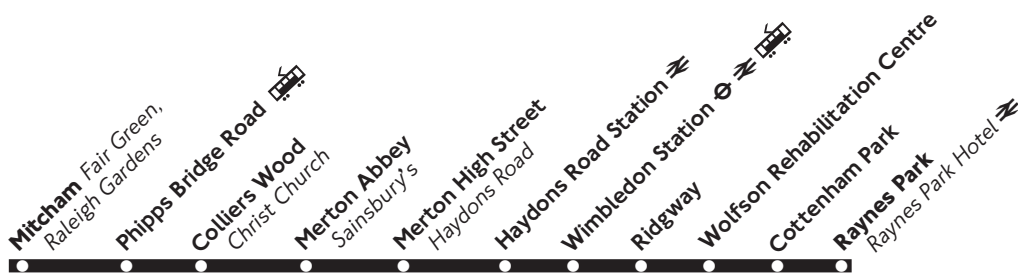 Mitcham Fair Green,
Raleigh Gardens
Phipps Bridge Road
Colliers Wood
Christ Church
Merton Abbey
Sainsbury's
Merton High Street
Haydons Road
Haydons Road Station
Wimbledon Station
Ridgway
Wolfson Rehabilitation Centre
Cottenham Park
Raynes Park
Raynes Park Hotel